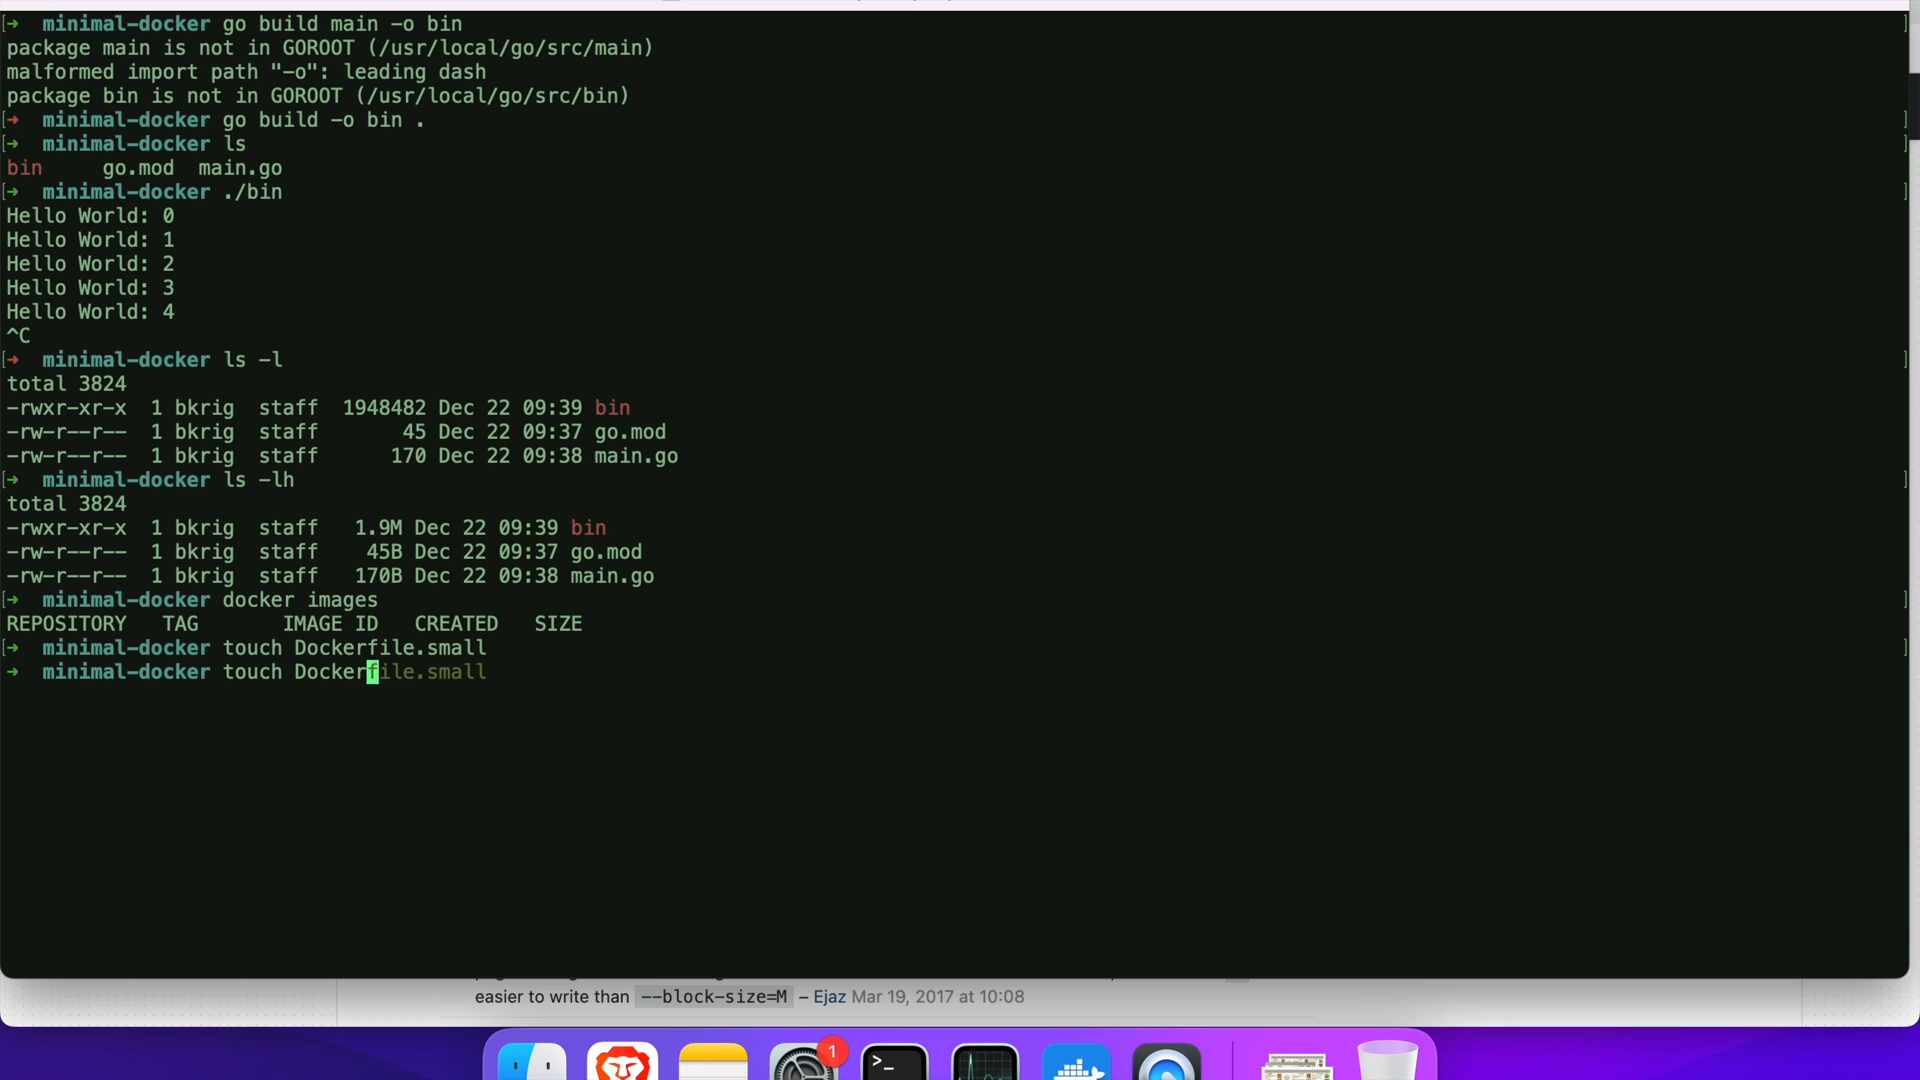 [→  minimal-docker go build main -o bin ]
package main is not in GOROOT (/usr/local/go/src/main)
malformed import path "-o": leading dash
package bin is not in GOROOT (/usr/local/go/src/bin)
[→  minimal-docker go build -o bin . ]
[→  minimal-docker ls ]
bin     go.mod  main.go
[→  minimal-docker ./bin ]
Hello World: 0
Hello World: 1
Hello World: 2
Hello World: 3
Hello World: 4
^C
[→  minimal-docker ls -l ]
total 3824
-rwxr-xr-x  1 bkrig  staff  1948482 Dec 22 09:39 bin
-rw-r--r--  1 bkrig  staff       45 Dec 22 09:37 go.mod
-rw-r--r--  1 bkrig  staff      170 Dec 22 09:38 main.go
[→  minimal-docker ls -lh ]
total 3824
-rwxr-xr-x  1 bkrig  staff   1.9M Dec 22 09:39 bin
-rw-r--r--  1 bkrig  staff    45B Dec 22 09:37 go.mod
-rw-r--r--  1 bkrig  staff   170B Dec 22 09:38 main.go
[→  minimal-docker docker images ]
REPOSITORY   TAG       IMAGE ID   CREATED   SIZE
[→  minimal-docker touch Dockerfile.small ]
→  minimal-docker touch Dockerfile.small
easier to write than --block-size=M – Ejaz Mar 19, 2017 at 10:08
1
>_